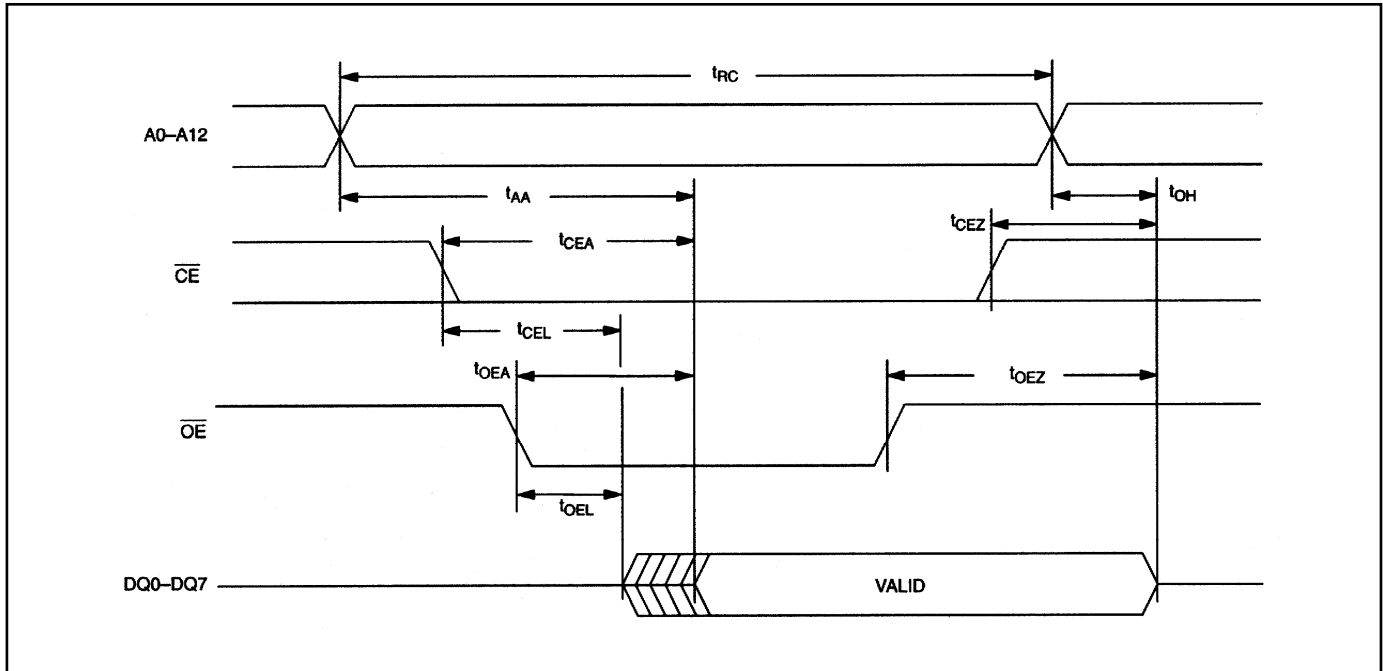 tRC
A0–A12
tAA
tOH
tCEZ
tCEA
CE
tCEL
tOEA
tOEZ
OE
tOEL
DQ0–DQ7
VALID